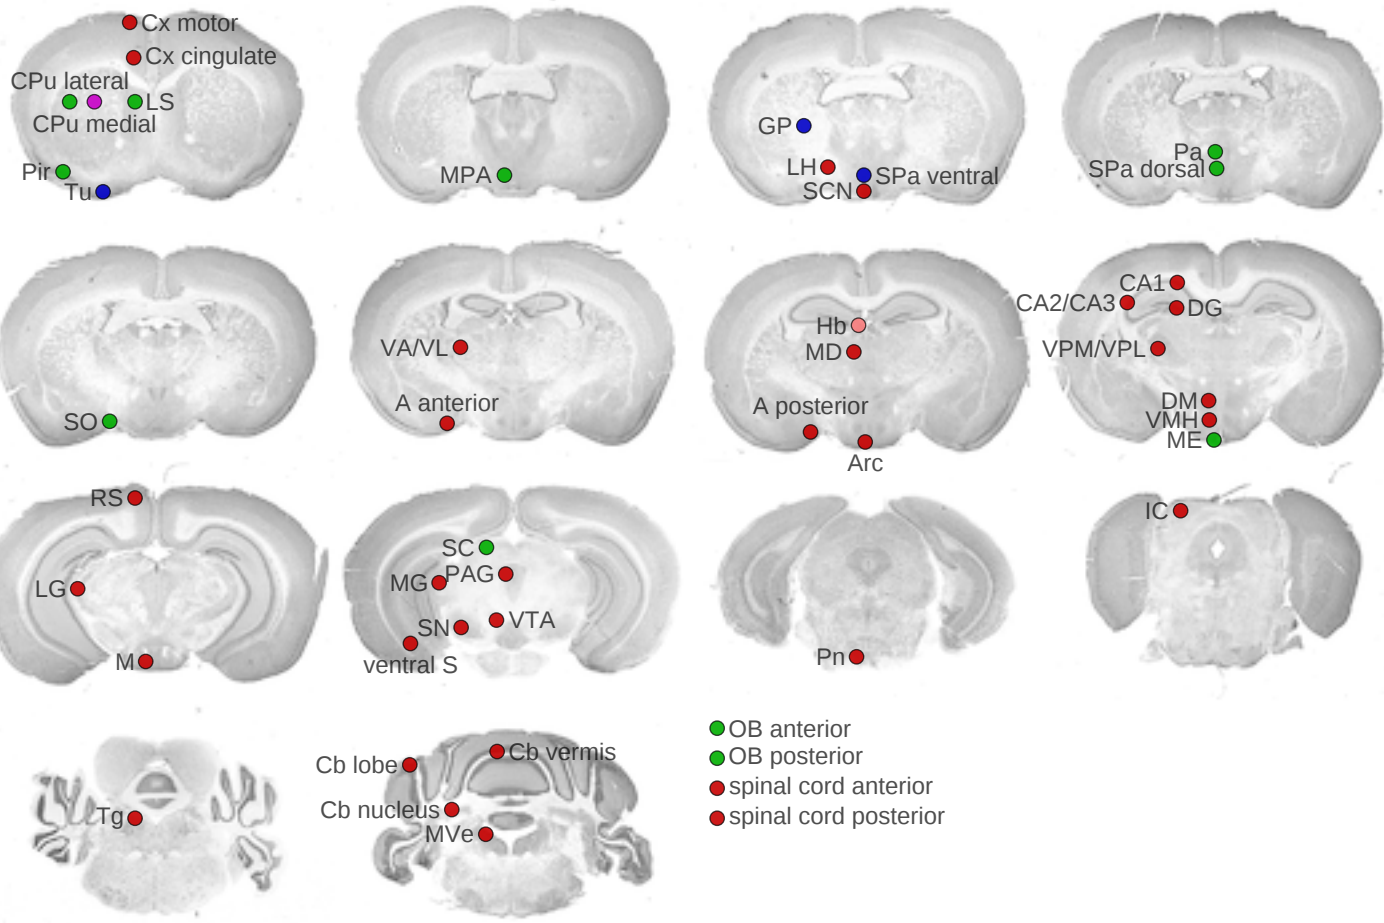 Cx motor
Cx cingulate
CPu lateral
LS
CPu medial
Pir
Tu
MPA
GP
LH
SPa ventral
SCN
Pa
SPa dorsal
SO
VA/VL
A anterior
Hb
MD
A posterior
Arc
CA1
CA2/CA3
DG
VPM/VPL
DM
VMH
ME
RS
LG
M
SC
MG
PAG
SN
VTA
ventral S
Pn
IC
Tg
Cb lobe
Cb vermis
Cb nucleus
MVe
OB anterior
OB posterior
spinal cord anterior
spinal cord posterior